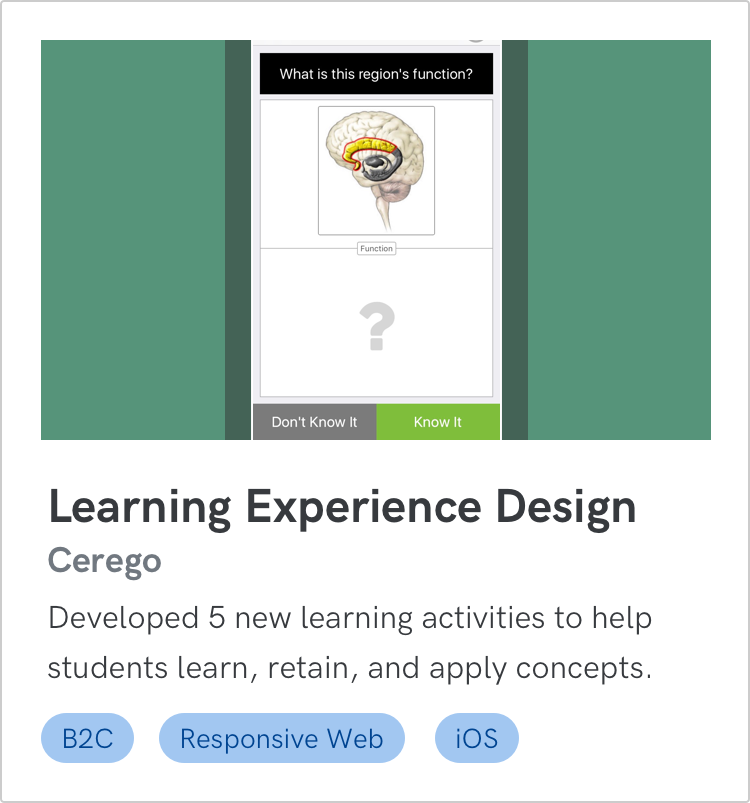 What is this region's function?
Function
?
Don't Know It
Know It
Learning Experience Design
Cerego
Developed 5 new learning activities to help
students learn, retain, and apply concepts.
B2C
Responsive Web
iOS